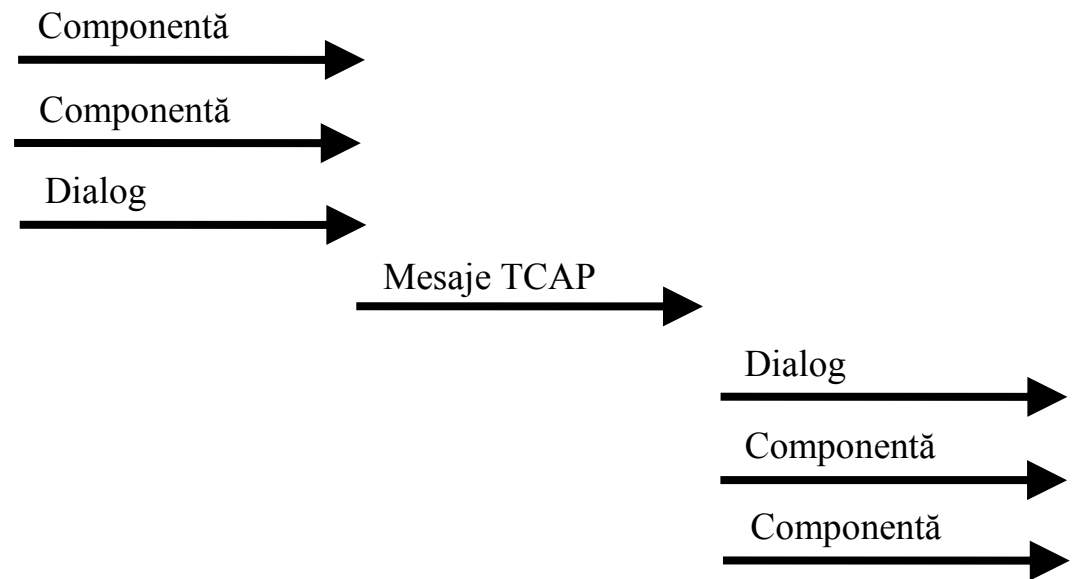 Componentă
Componentă
Dialog
Mesaje TCAP
Dialog
Componentă
Componentă